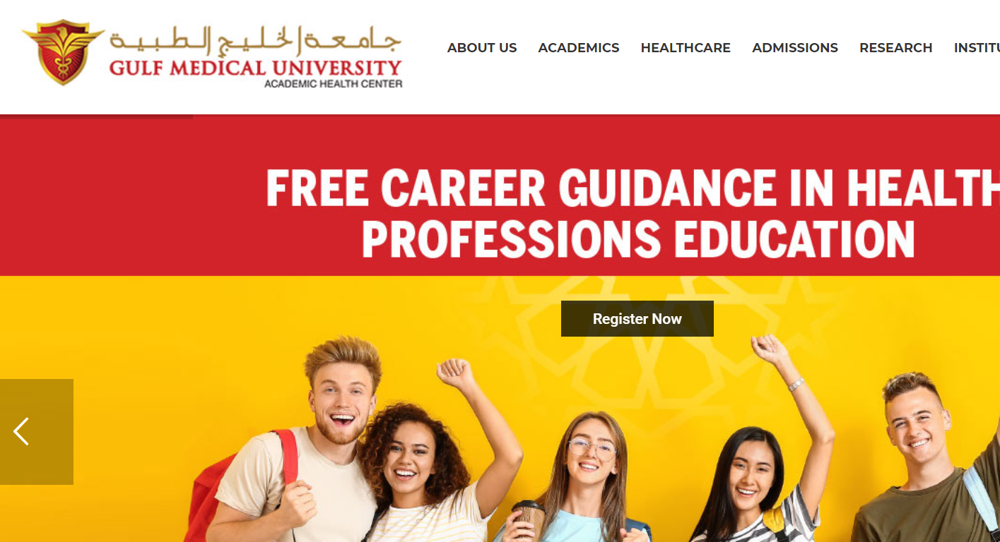 جامعة الخليج الطبية
GULF MEDICAL UNIVERSITY
ACADEMIC HEALTH CENTER
ABOUT US ACADEMICS HEALTHCARE ADMISSIONS RESEARCH INSTITU
FREE CAREER GUIDANCE IN HEALTH
PROFESSIONS EDUCATION
Register Now